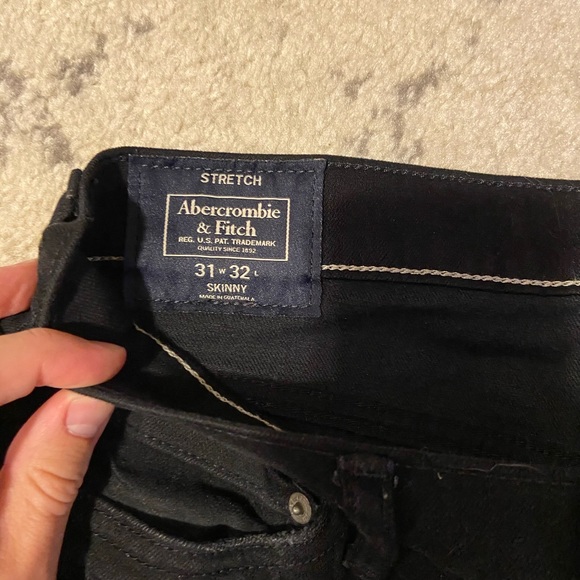 STRETCH
Abercrombie
& Fitch
REG. U.S. PAT. TRADEMARK
QUALITY SINCE 1892
31 W 32 L
SKINNY
MADE IN GUATEMALA